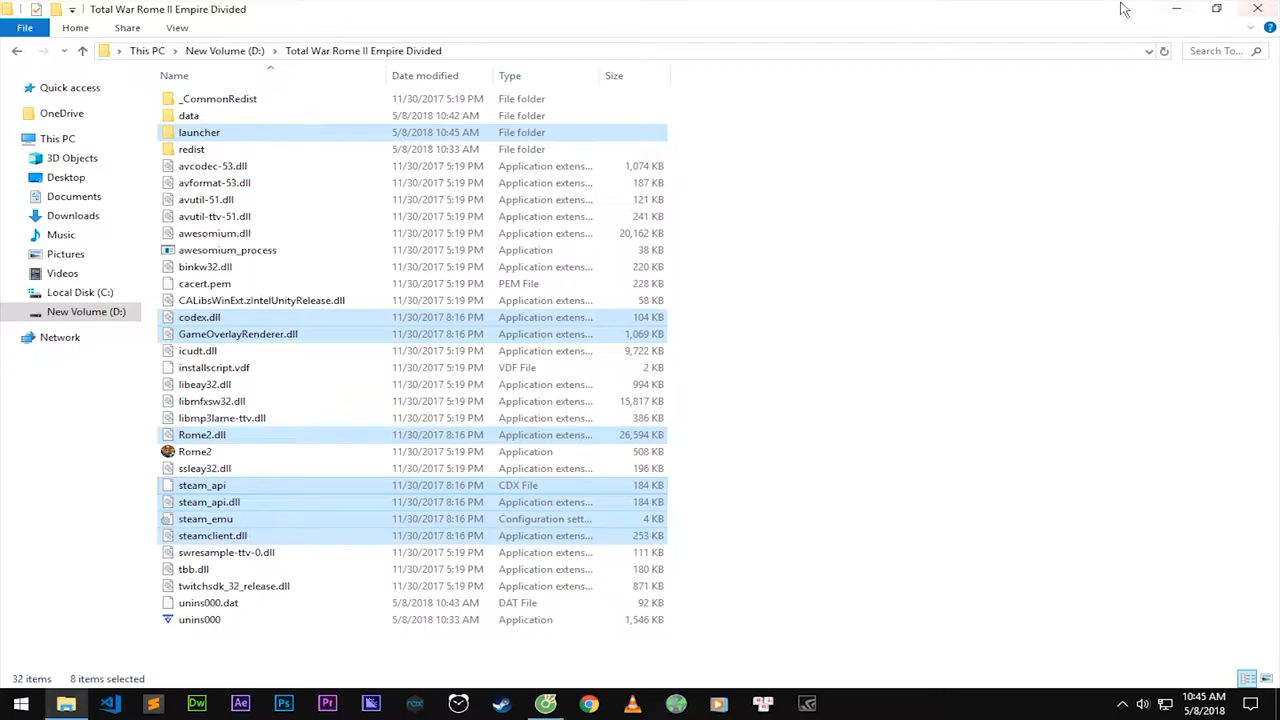 Total War Rome II Empire Divided
File Home Share View
This PC New Volume (D:) Total War Rome II Empire Divided Search To...
Name Date modified Type Size
Quick access
OneDrive
This PC
3D Objects
Desktop
Documents
Downloads
Music
Pictures
Videos
Local Disk (C:)
New Volume (D:)
Network
_CommonRedist 11/30/2017 5:19 PM File folder
data 5/8/2018 10:42 AM File folder
launcher 5/8/2018 10:45 AM File folder
redist 5/8/2018 10:33 AM File folder
avcodec-53.dll 11/30/2017 5:19 PM Application extens... 1,074 KB
avformat-53.dll 11/30/2017 5:19 PM Application extens... 187 KB
avutil-51.dll 11/30/2017 5:19 PM Application extens... 121 KB
avutil-ttv-51.dll 11/30/2017 5:19 PM Application extens... 241 KB
awesomium.dll 11/30/2017 5:19 PM Application extens... 20,162 KB
awesomium_process 11/30/2017 5:19 PM Application 38 KB
binkw32.dll 11/30/2017 5:19 PM Application extens... 220 KB
cacert.pem 11/30/2017 5:19 PM PEM File 228 KB
CALibsWinExt.zIntelUnityRelease.dll 11/30/2017 5:19 PM Application extens... 58 KB
codex.dll 11/30/2017 8:16 PM Application extens... 104 KB
GameOverlayRenderer.dll 11/30/2017 8:16 PM Application extens... 1,069 KB
icudt.dll 11/30/2017 5:19 PM Application extens... 9,722 KB
installscript.vdf 11/30/2017 5:19 PM VDF File 2 KB
libeay32.dll 11/30/2017 5:19 PM Application extens... 994 KB
libmfxsw32.dll 11/30/2017 5:19 PM Application extens... 15,817 KB
libmp3lame-ttv.dll 11/30/2017 5:19 PM Application extens... 386 KB
Rome2.dll 11/30/2017 8:16 PM Application extens... 26,594 KB
Rome2 11/30/2017 5:19 PM Application 508 KB
ssleay32.dll 11/30/2017 5:19 PM Application extens... 196 KB
steam_api 11/30/2017 8:16 PM CDX File 184 KB
steam_api.dll 11/30/2017 8:16 PM Application extens... 184 KB
steam_emu 11/30/2017 8:16 PM Configuration sett... 4 KB
steamclient.dll 11/30/2017 8:16 PM Application extens... 253 KB
swresample-ttv-0.dll 11/30/2017 5:19 PM Application extens... 111 KB
tbb.dll 11/30/2017 5:19 PM Application extens... 180 KB
twitchsdk_32_release.dll 11/30/2017 5:19 PM Application extens... 871 KB
unins000.dat 5/8/2018 10:43 AM DAT File 92 KB
unins000 5/8/2018 10:33 AM Application 1,546 KB
32 items 8 items selected
Dw Ae Ps Pr nox
10:45 AM
5/8/2018